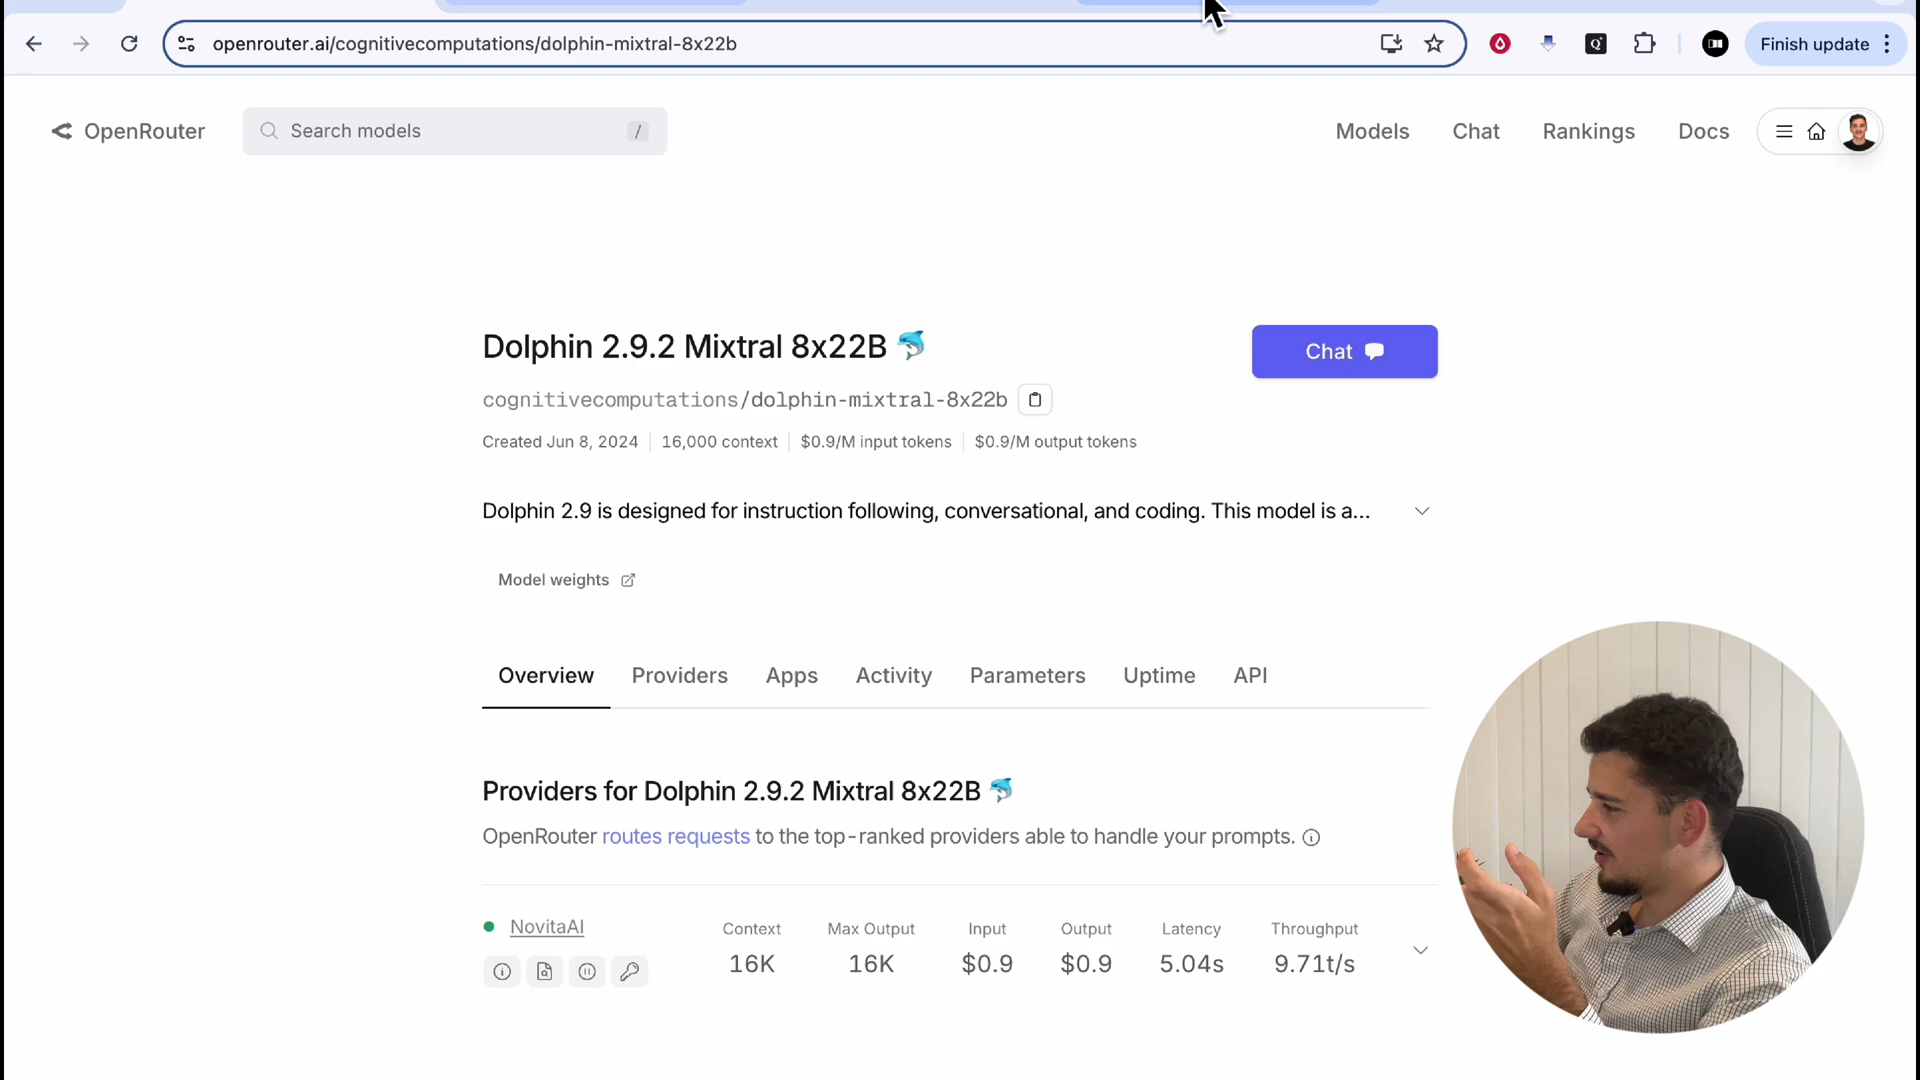 openrouter.ai/cognitivecomputations/dolphin-mixtral-8x22b
Finish update
OpenRouter
Search models
/
Models
Chat
Rankings
Docs
Dolphin 2.9.2 Mixtral 8x22B 🐬
Chat
cognitivecomputations/dolphin-mixtral-8x22b
Created Jun 8, 2024
16,000 context
$0.9/M input tokens
$0.9/M output tokens
Dolphin 2.9 is designed for instruction following, conversational, and coding. This model is a...
Model weights
Overview
Providers
Apps
Activity
Parameters
Uptime
API
Providers for Dolphin 2.9.2 Mixtral 8x22B 🐬
OpenRouter routes requests to the top-ranked providers able to handle your prompts.
NovitaAI
Context
Max Output
Input
Output
Latency
Throughput
16K
16K
$0.9
$0.9
5.04s
9.71t/s